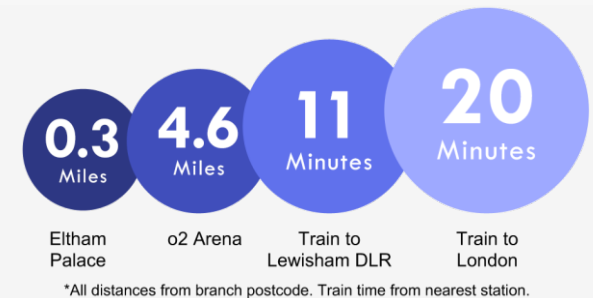 0.3
Miles
4.6
Miles
11
Minutes
20
Minutes
Eltham
Palace
o2 Arena
Train to
Lewisham DLR
Train to
London
*All distances from branch postcode. Train time from nearest station.